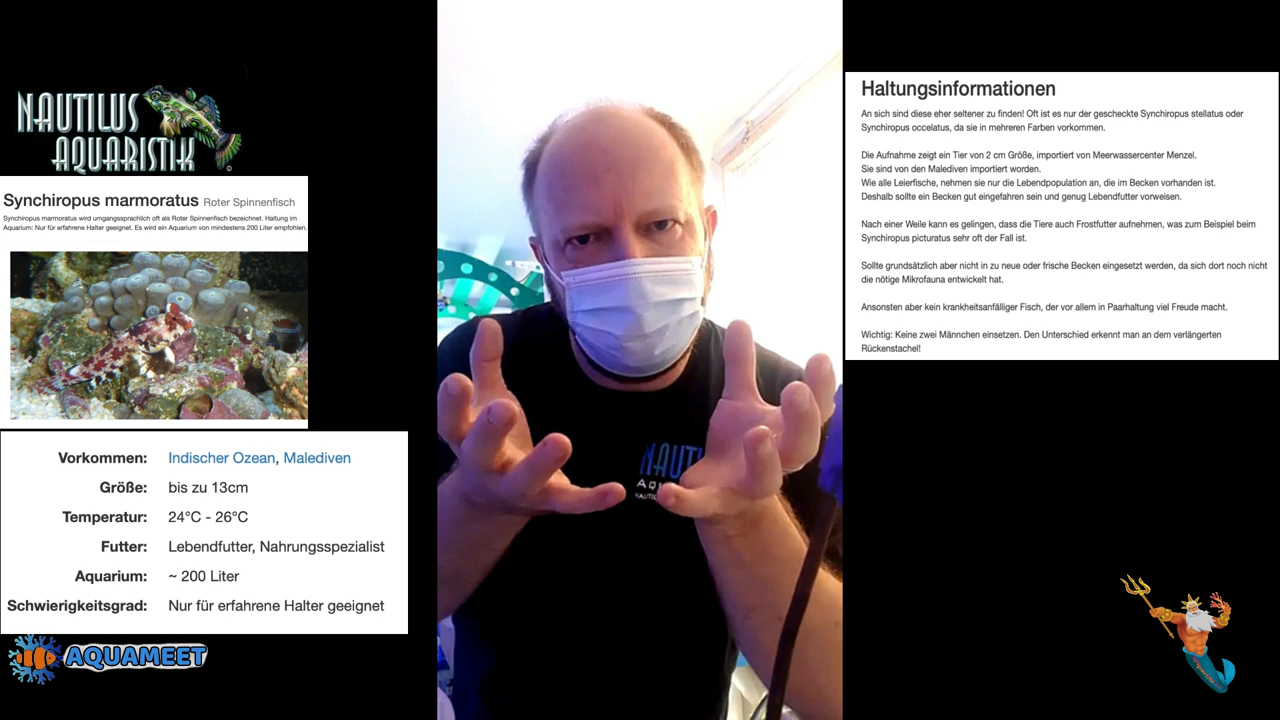 NAUTILUS
AQUARISTIK
©
Synchiropus marmoratus Roter Spinnenfisch
Synchiropus marmoratus wird umgangssprachlich oft als Roter Spinnenfisch bezeichnet. Haltung im
Aquarium: Nur für erfahrene Halter geeignet. Es wird ein Aquarium von mindestens 200 Liter empfohlen.
Vorkommen: Indischer Ozean, Malediven
Größe: bis zu 13cm
Temperatur: 24°C - 26°C
Futter: Lebendfutter, Nahrungsspezialist
Aquarium: ~ 200 Liter
Schwierigkeitsgrad: Nur für erfahrene Halter geeignet
AQUAMEET
NAUTI
AQ
Haltungsinformationen
An sich sind diese eher seltener zu finden! Oft ist es nur der gescheckte Synchiropus stellatus oder
Synchiropus occelatus, da sie in mehreren Farben vorkommen.
Die Aufnahme zeigt ein Tier von 2 cm Größe, importiert von Meerwassercenter Menzel.
Sie sind von den Malediven importiert worden.
Wie alle Leierfische, nehmen sie nur die Lebendpopulation an, die im Becken vorhanden ist.
Deshalb sollte ein Becken gut eingefahren sein und genug Lebendfutter vorweisen.
Nach einer Weile kann es gelingen, dass die Tiere auch Frostfutter aufnehmen, was zum Beispiel beim
Synchiropus picturatus sehr oft der Fall ist.
Sollte grundsätzlich aber nicht in zu neue oder frische Becken eingesetzt werden, da sich dort noch nicht
die nötige Mikrofauna entwickelt hat.
Ansonsten aber kein krankheitsanfälliger Fisch, der vor allem in Paarhaltung viel Freude macht.
Wichtig: Keine zwei Männchen einsetzen. Den Unterschied erkennt man an dem verlängerten
Rückenstachel!